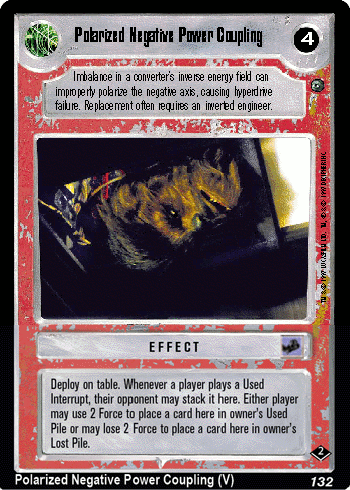 Polarized Negative Power Coupling
4
Imbalance in a converter's inverse energy field can
improperly polarize the negative axis, causing hyperdrive
failure. Replacement often requires an inverted engineer.
EFFECT
Deploy on table. Whenever a player plays a Used
Interrupt, their opponent may stack it here. Either player
may use 2 Force to place a card here in owner's Used
Pile or may lose 2 Force to place a card here in owner's
Lost Pile.
2
Polarized Negative Power Coupling (V)
132